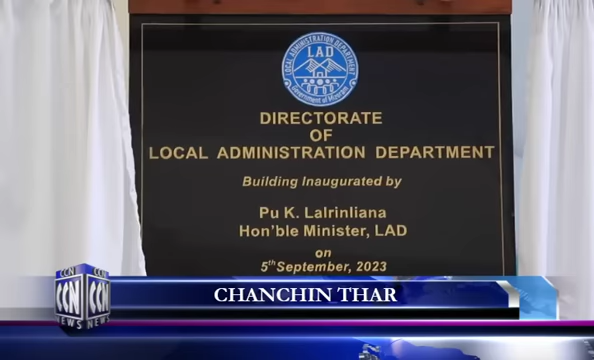 LOCAL ADMINISTRATION DEPARTMENT
LAD
Government of Mizoram
DIRECTORATE
OF
LOCAL ADMINISTRATION DEPARTMENT
Building Inaugurated by
Pu K. Lalrinliana
Hon'ble Minister, LAD
on
5th September, 2023
CCN
CCN CCN
NEWS NEWS
CHANCHIN THAR